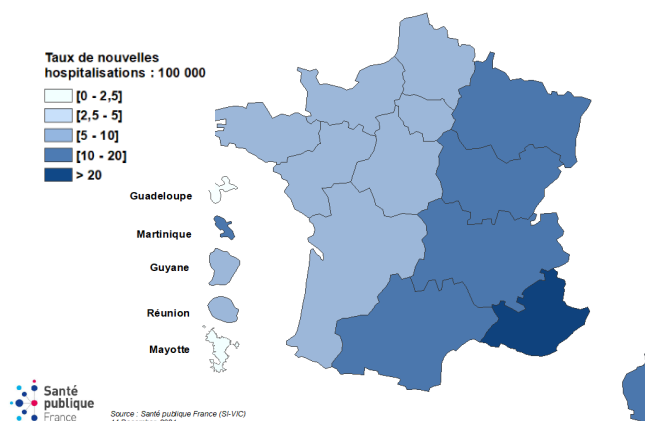 Taux de nouvelles
hospitalisations : 100 000
[0 - 2,5]
[2,5 - 5]
[5 - 10]
[10 - 20]
> 20
Guadeloupe
Martinique
Guyane
Réunion
Mayotte
Santé
publique
France
Source : Santé publique France (SI-VIC)